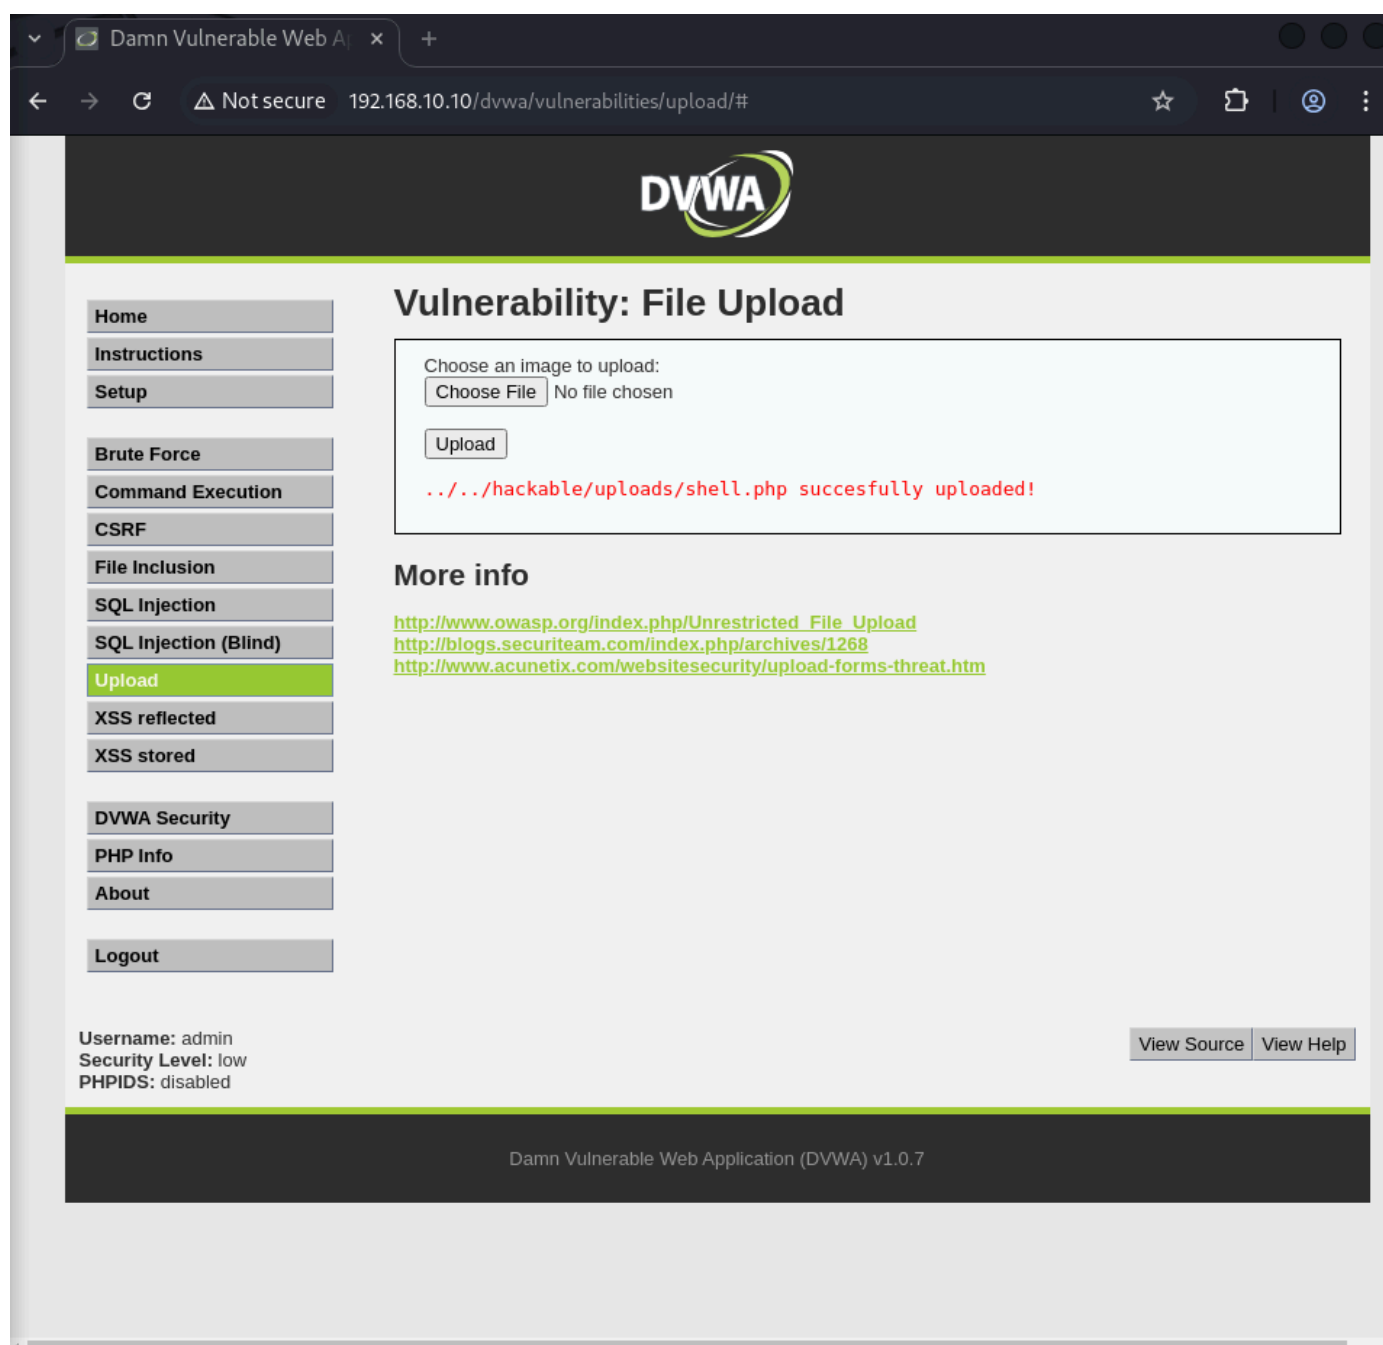 Damn Vulnerable Web A
Not secure 192.168.10.10/dvwa/vulnerabilities/upload/#
DVWA
Home
Instructions
Setup
Brute Force
Command Execution
CSRF
File Inclusion
SQL Injection
SQL Injection (Blind)
Upload
XSS reflected
XSS stored
DVWA Security
PHP Info
About
Logout
Vulnerability: File Upload
Choose an image to upload:
Choose File No file chosen
Upload
../../hackable/uploads/shell.php succesfully uploaded!
More info
http://www.owasp.org/index.php/Unrestricted_File_Upload
http://blogs.securiteam.com/index.php/archives/1268
http://www.acunetix.com/websitesecurity/upload-forms-threat.htm
Username: admin
Security Level: low
PHPIDS: disabled
View Source View Help
Damn Vulnerable Web Application (DVWA) v1.0.7